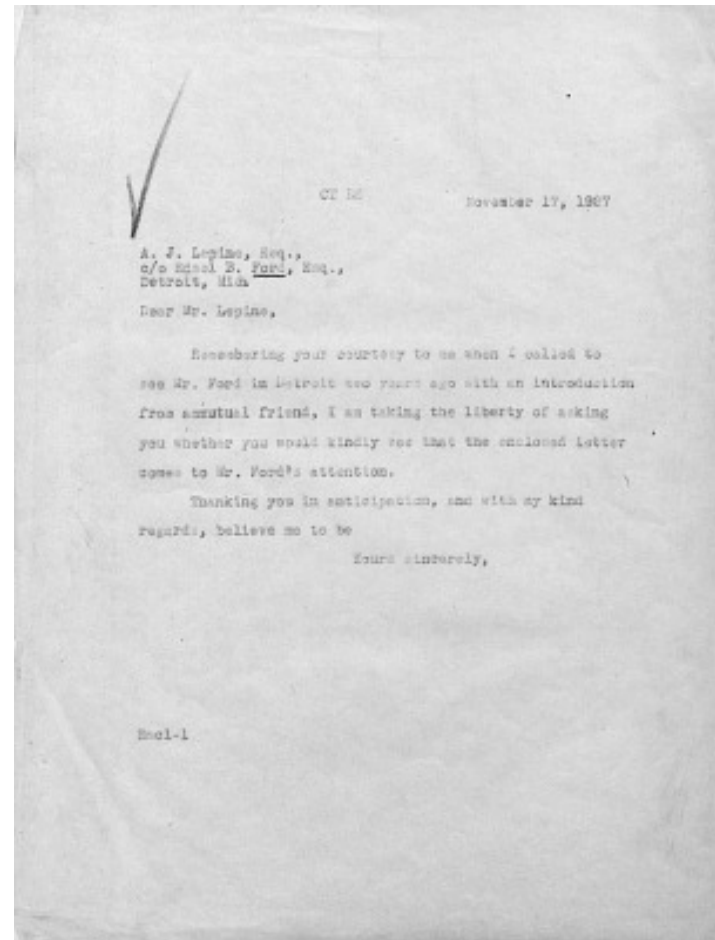 November 17, 1927
A. J. Lepine, Esq.,
c/o Edsel B. Ford, Esq.,
Detroit, Mich
Dear Mr. Lepine,
Remembering your courtesy to me when I called to
see Mr. Ford in Detroit two years ago with an introduction
from amutual friend, I am taking the liberty of asking
you whether you would kindly see that the enclosed letter
comes to Mr. Ford's attention.
Thanking you in anticipation, and with my kind
regards, believe me to be
Yours sincerely,
Encl-1